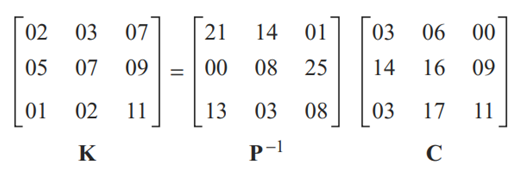 02 03 07 21 14 01 03 06 00
05 07 09 = 00 08 25 14 16 09
01 02 11 13 03 08 03 17 11
K P⁻¹ C